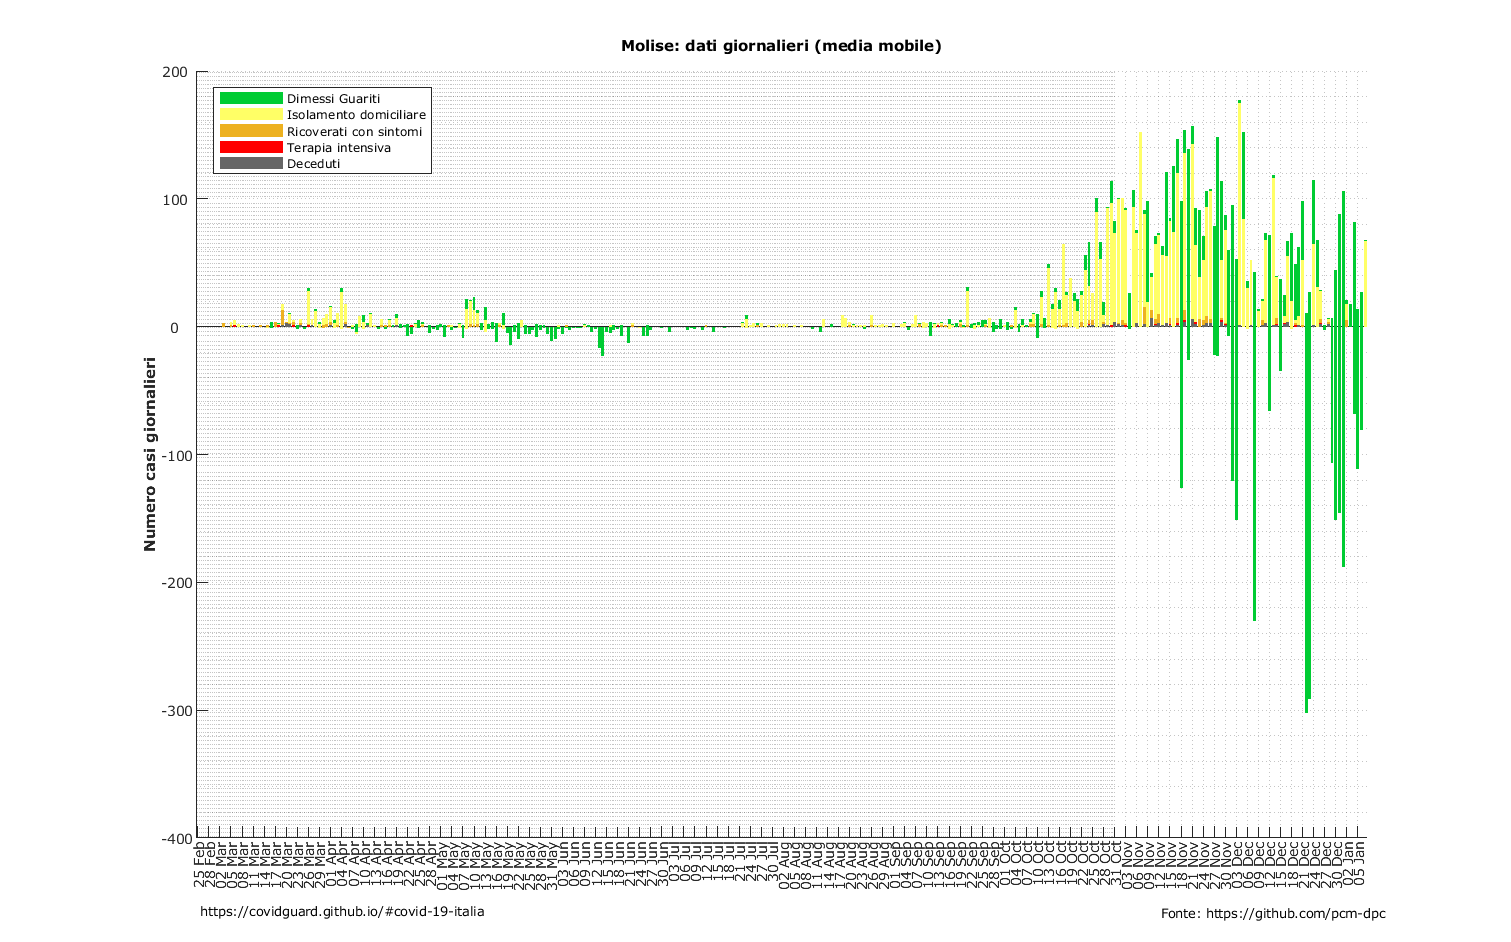 Molise: dati giornalieri (media mobile)
Dimessi Guariti
Isolamento domiciliare
Ricoverati con sintomi
Terapia intensiva
Deceduti
Numero casi giornalieri
200
100
0
-100
-200
-300
-400
25 Feb
28 Feb
02 Mar
05 Mar
08 Mar
11 Mar
14 Mar
17 Mar
20 Mar
23 Mar
26 Mar
29 Mar
01 Apr
04 Apr
07 Apr
10 Apr
13 Apr
16 Apr
19 Apr
22 Apr
25 Apr
28 Apr
01 May
04 May
07 May
10 May
13 May
16 May
19 May
22 May
25 May
28 May
31 May
03 Jun
06 Jun
09 Jun
12 Jun
15 Jun
18 Jun
21 Jun
24 Jun
27 Jun
30 Jun
03 Jul
06 Jul
09 Jul
12 Jul
15 Jul
18 Jul
21 Jul
24 Jul
27 Jul
30 Jul
02 Aug
05 Aug
08 Aug
11 Aug
14 Aug
17 Aug
20 Aug
23 Aug
26 Aug
29 Aug
01 Sep
04 Sep
07 Sep
10 Sep
13 Sep
16 Sep
19 Sep
22 Sep
25 Sep
28 Sep
01 Oct
04 Oct
07 Oct
10 Oct
13 Oct
16 Oct
19 Oct
22 Oct
25 Oct
28 Oct
31 Oct
03 Nov
06 Nov
09 Nov
12 Nov
15 Nov
18 Nov
21 Nov
24 Nov
27 Nov
30 Nov
03 Dec
06 Dec
09 Dec
12 Dec
15 Dec
18 Dec
21 Dec
24 Dec
27 Dec
30 Dec
02 Jan
05 Jan
https://covidguard.github.io/#covid-19-italia
Fonte: https://github.com/pcm-dpc